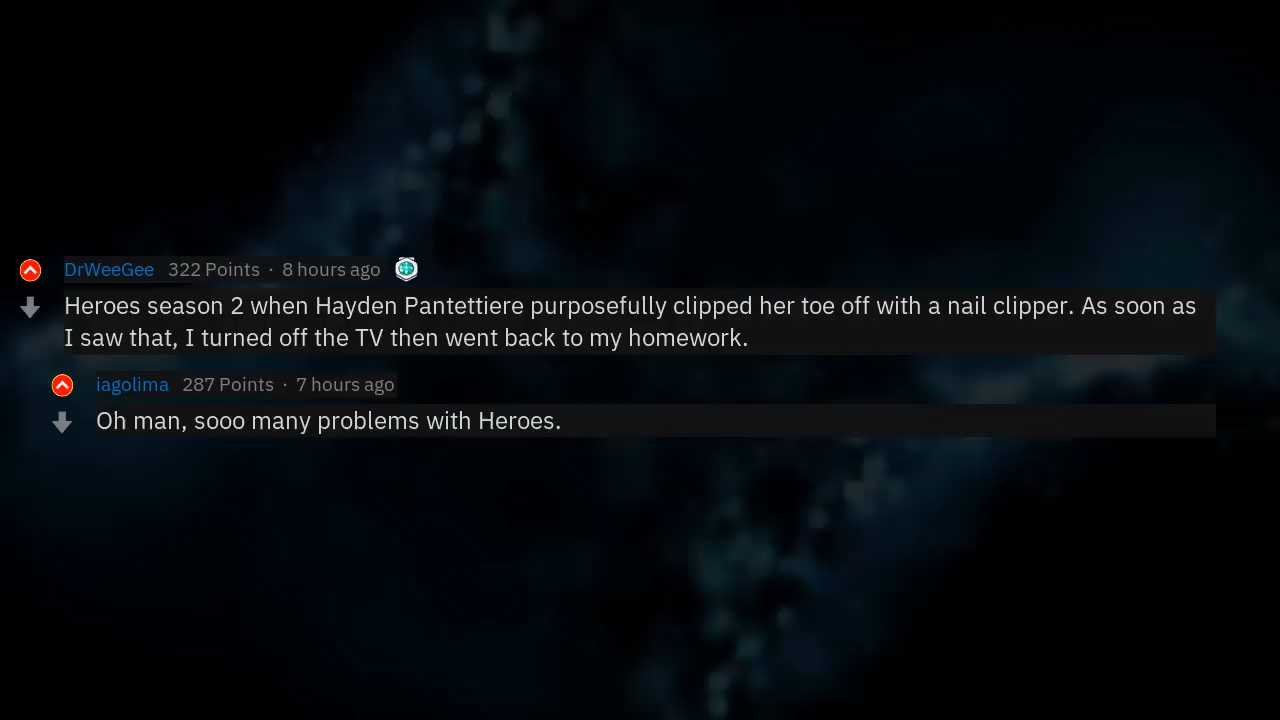 DrWeeGee 322 Points · 8 hours ago
Heroes season 2 when Hayden Pantettiere purposefully clipped her toe off with a nail clipper. As soon as
I saw that, I turned off the TV then went back to my homework.
iagolima 287 Points · 7 hours ago
Oh man, sooo many problems with Heroes.